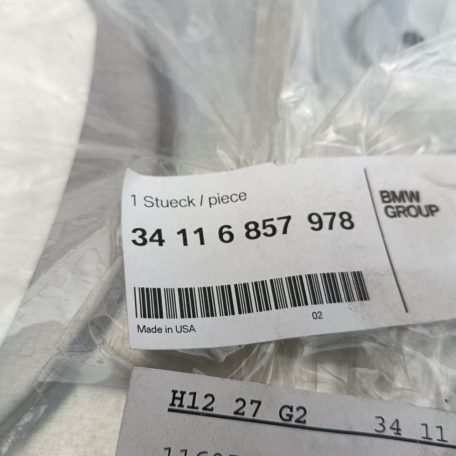 1 Stueck / piece
34 11 6 857 978
BMW
GROUP
Made in USA
02
H12 27 G2 34 11